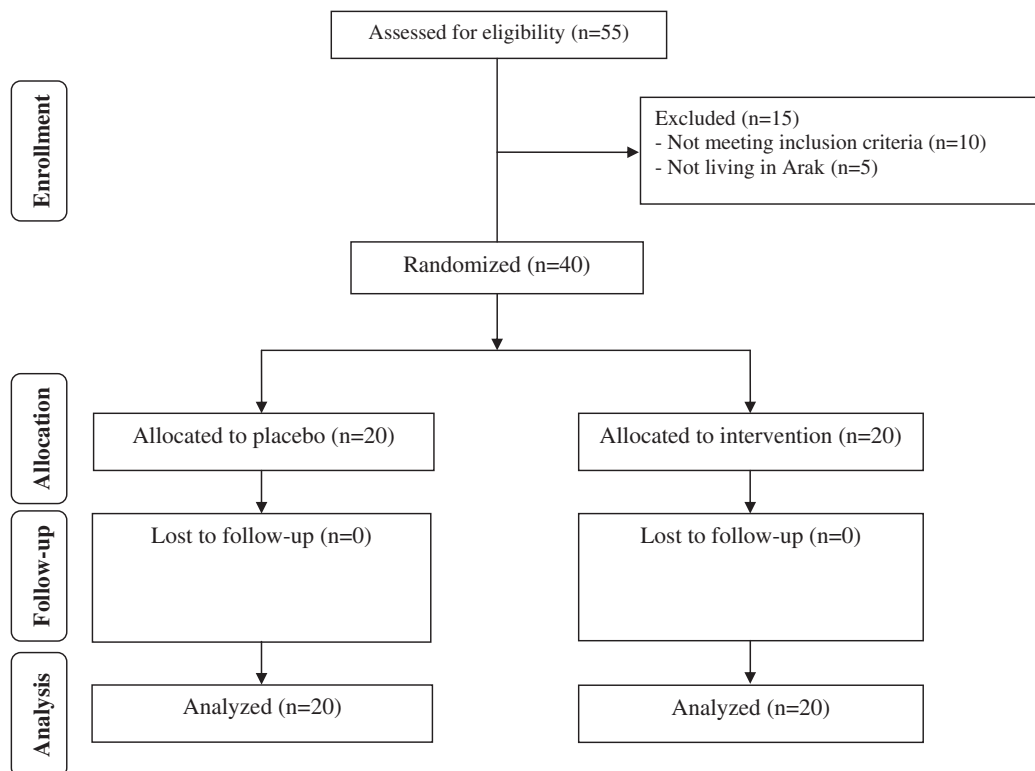 Assessed for eligibility (n=55)
Enrollment
Excluded (n=15)
- Not meeting inclusion criteria (n=10)
- Not living in Arak (n=5)
Randomized (n=40)
Allocation
Allocated to placebo (n=20)
Allocated to intervention (n=20)
Follow-up
Lost to follow-up (n=0)
Lost to follow-up (n=0)
Analysis
Analyzed (n=20)
Analyzed (n=20)